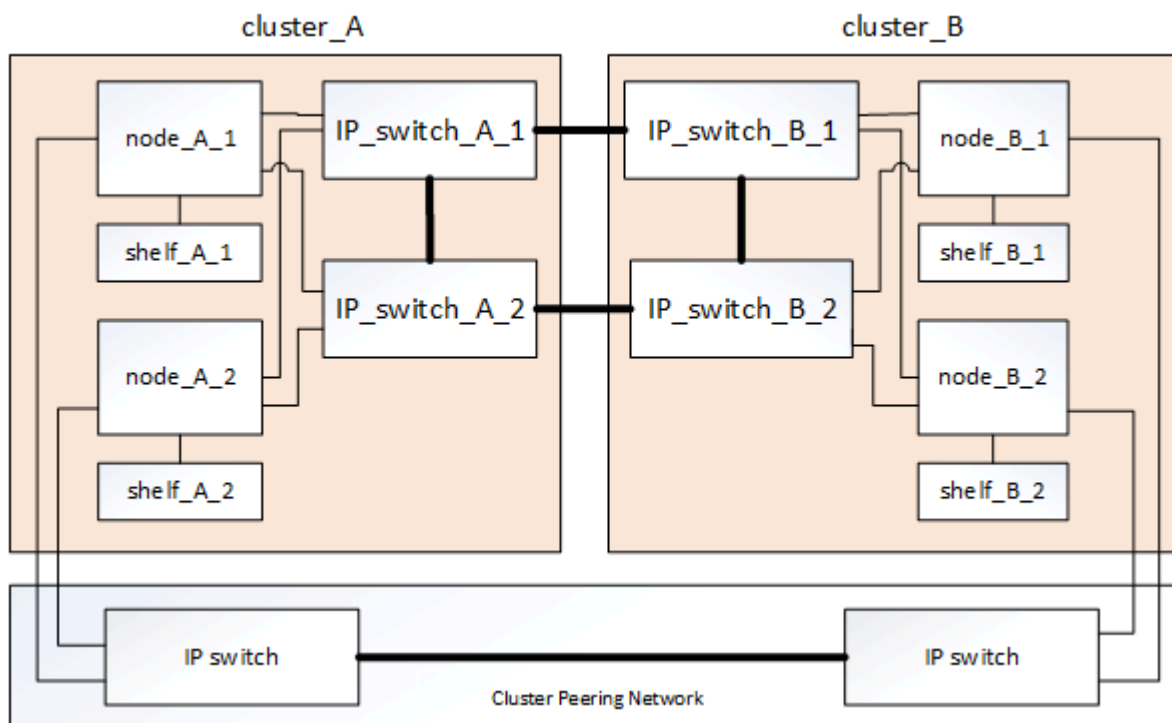 cluster_A
cluster_B
node_A_1
IP_switch_A_1
IP_switch_B_1
node_B_1
shelf_A_1
shelf_B_1
IP_switch_A_2
IP_switch_B_2
node_A_2
node_B_2
shelf_A_2
shelf_B_2
IP switch
IP switch
Cluster Peering Network